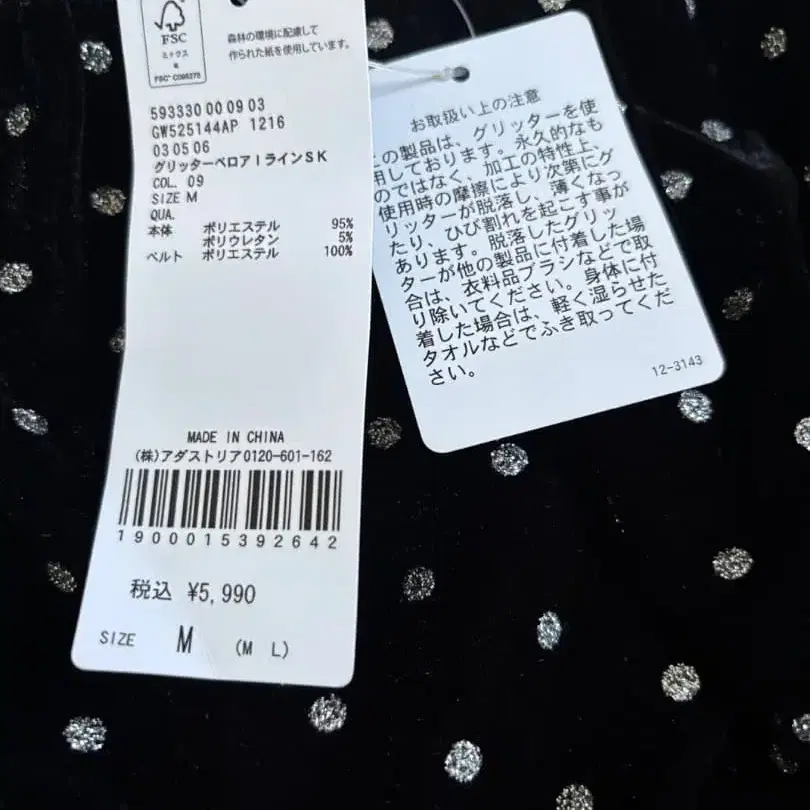 FSC
ミックス
紙
FSC® C095275
森林の環境に配慮して
作られた紙を使用しています。
593330 00 09 03
GW525144AP 1216
03 05 06
グリッターベロアIラインSK
COL. 09
SIZE M
QUA.
本体 ポリエステル 95%
ポリウレタン 5%
ベルト ポリエステル 100%
MADE IN CHINA
(株)アダストリア0120-601-162
1900015392642
税込 ¥5,990
SIZE M (M L)
お取扱い上の注意
この製品は、グリッターを使
用しております。永久的なも
のではなく、加工の特性上、
使用時の摩擦により次第にグ
リッターが脱落し、薄くなっ
たり、ひび割れを起こす事が
あります。脱落したグリッ
ターが他の製品に付着した場
合は、衣料品ブラシなどで取
り除いてください。身体に付
着した場合は、軽く湿らせた
タオルなどでふき取ってくだ
さい。
12-3143